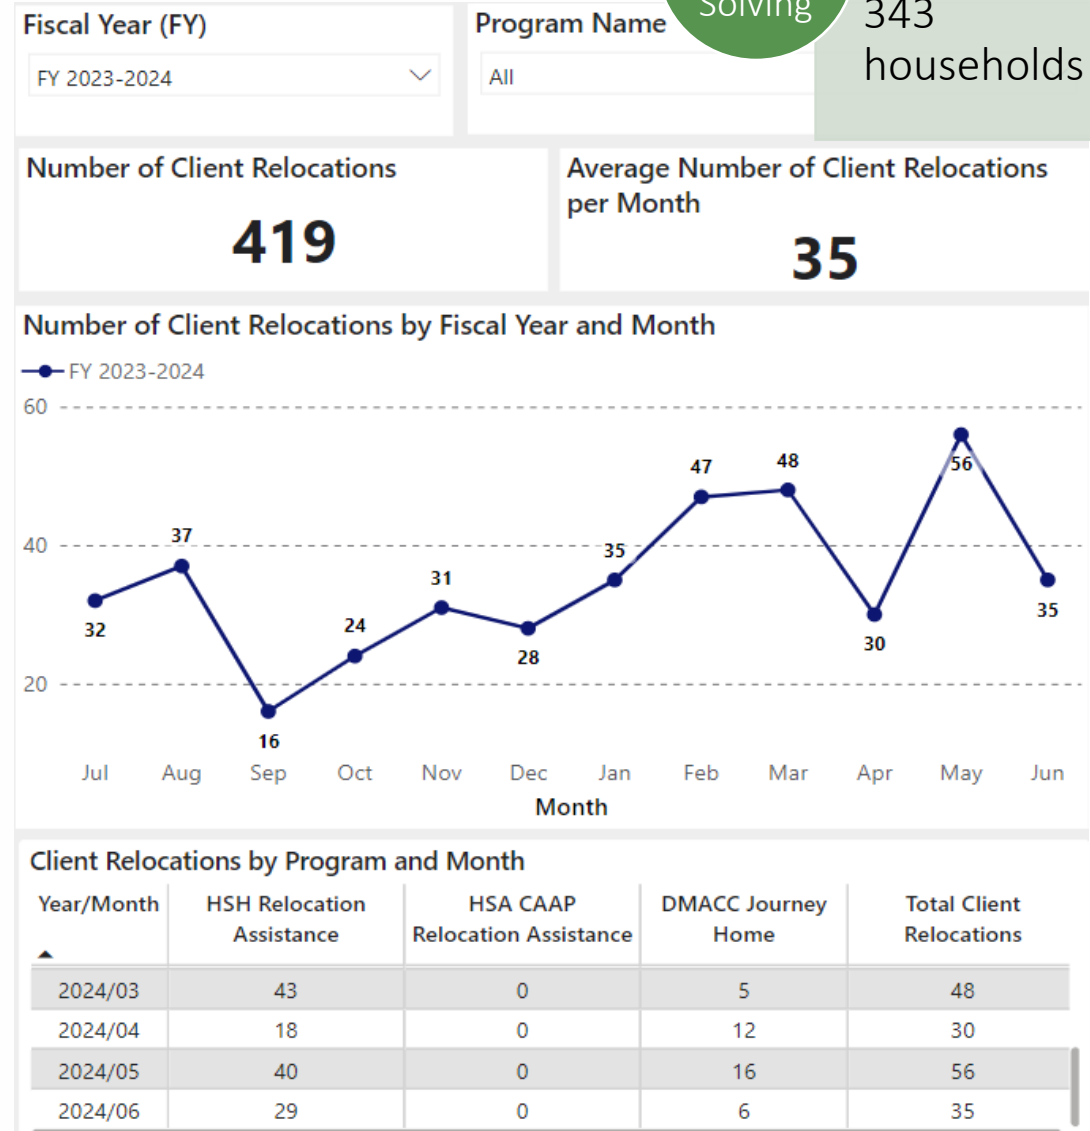 Solving
343
households
Fiscal Year (FY)
FY 2023-2024
Program Name
All
Number of Client Relocations
419
Average Number of Client Relocations
per Month
35
Number of Client Relocations by Fiscal Year and Month
FY 2023-2024
60
40
20
32
37
16
24
31
28
35
47
48
30
56
35
Jul Aug Sep Oct Nov Dec Jan Feb Mar Apr May Jun
Month
Client Relocations by Program and Month
Year/Month HSH Relocation Assistance HSA CAAP Relocation Assistance DMACC Journey Home Total Client Relocations
2024/03 43 0 5 48
2024/04 18 0 12 30
2024/05 40 0 16 56
2024/06 29 0 6 35